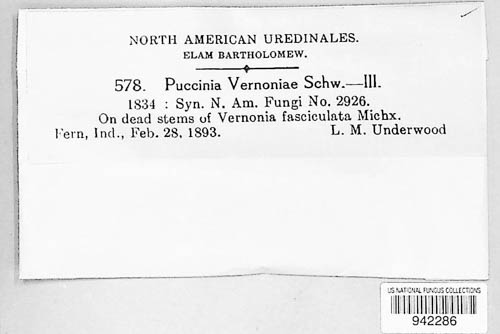 NORTH AMERICAN UREDINALES.
ELAM BARTHOLOMEW.
578. Puccinia Vernoniae Schw.—III.
1834 : Syn. N. Am. Fungi No. 2926.
On dead stems of Vernonia fasciculata Michx.
Fern, Ind., Feb. 28, 1893. L. M. Underwood
US NATIONAL FUNGUS COLLECTIONS
942286